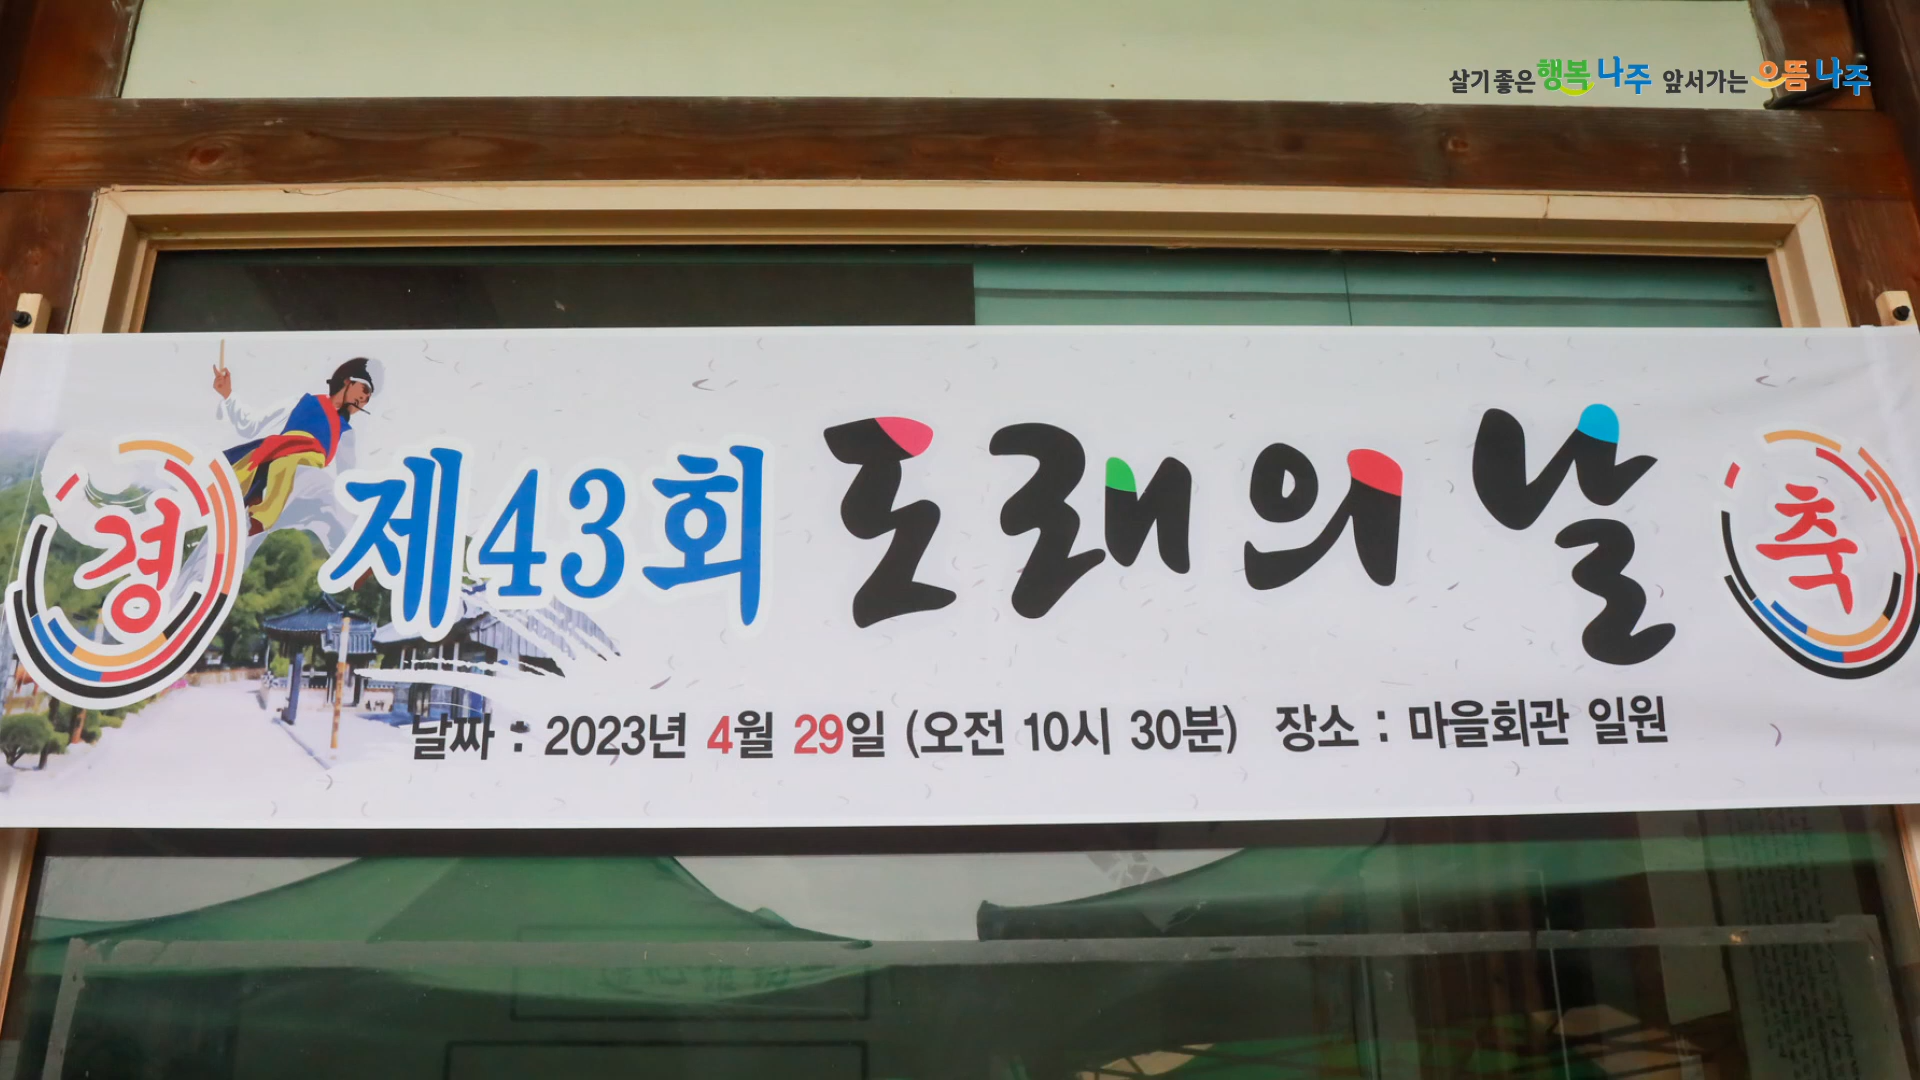 살기 좋은 행복 나주 앞서가는 으뜸 나주
경 제43회 도래의 날 축
날짜 : 2023년 4월 29일 (오전 10시 30분) 장소 : 마을회관 일원